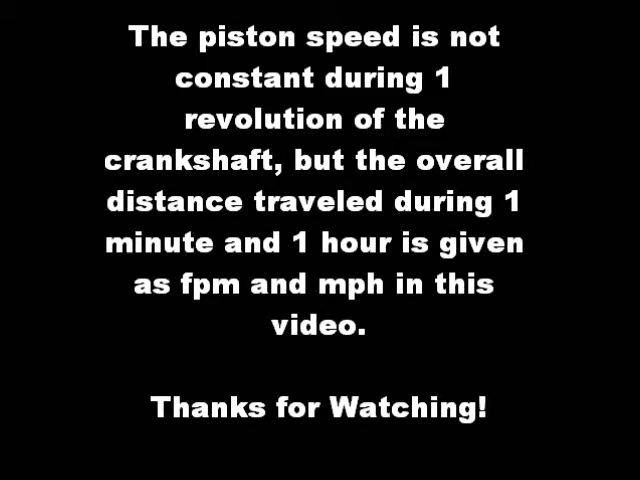 The piston speed is not
constant during 1
revolution of the
crankshaft, but the overall
distance traveled during 1
minute and 1 hour is given
as fpm and mph in this
video.
Thanks for Watching!